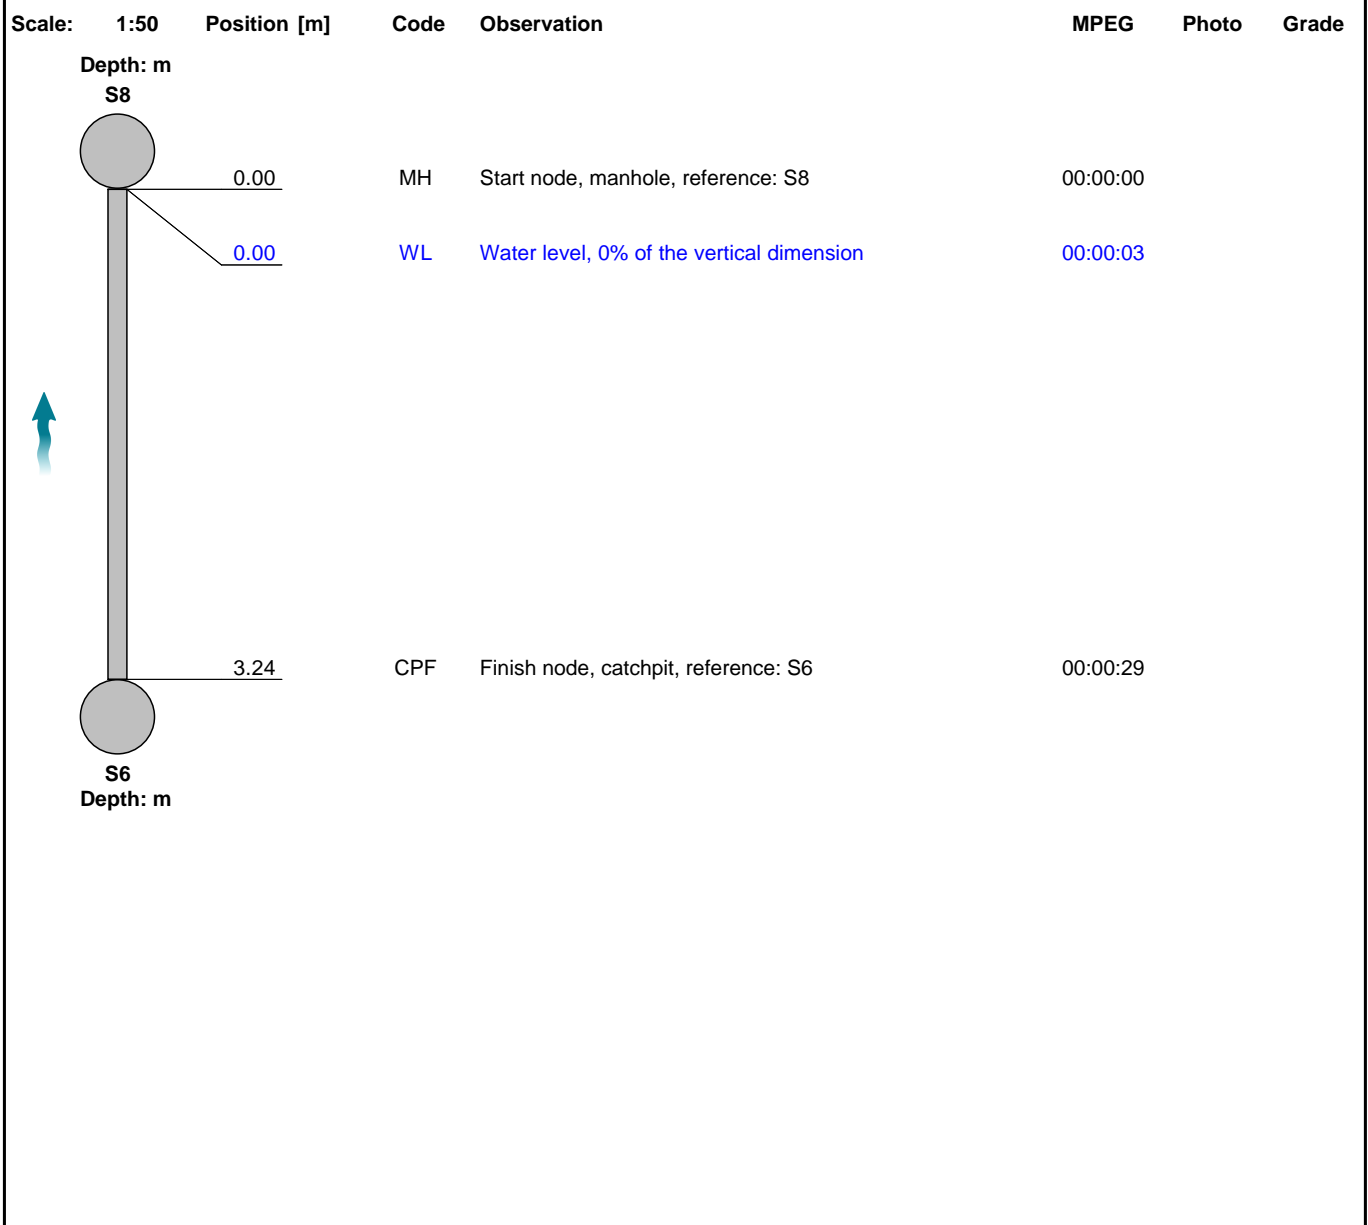 Scale: 1:50 Position [m] Code Observation MPEG Photo Grade
Depth: m
S8
0.00 MH Start node, manhole, reference: S8 00:00:00
0.00 WL Water level, 0% of the vertical dimension 00:00:03
3.24 CPF Finish node, catchpit, reference: S6 00:00:29
S6
Depth: m